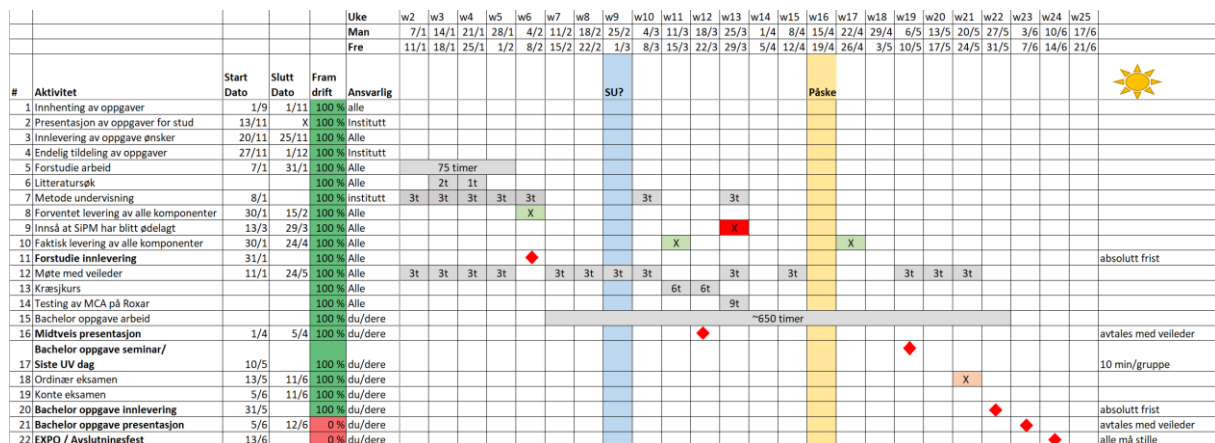 Uke w2 w3 w4 w5 w6 w7 w8 w9 w10 w11 w12 w13 w14 w15 w16 w17 w18 w19 w20 w21 w22 w23 w24 w25
Man 7/1 14/1 21/1 28/1 4/2 11/2 18/2 25/2 4/3 11/3 18/3 25/3 1/4 8/4 15/4 22/4 29/4 6/5 13/5 20/5 27/5 3/6 10/6 17/6
Fre 11/1 18/1 25/1 1/2 8/2 15/2 22/2 1/3 8/3 15/3 22/3 29/3 5/4 12/4 19/4 26/4 3/5 10/5 17/5 24/5 31/5 7/6 14/6 21/6
# Aktivitet Start Dato Slutt Dato Fram drift Ansvarlig SU? Påske
1 Innhenting av oppgaver 1/9 1/11 100 % alle
2 Presentasjon av oppgaver for stud 13/11 X 100 % Institutt
3 Innlevering av oppgave ønsker 20/11 25/11 100 % Alle
4 Endelig tildeling av oppgaver 27/11 1/12 100 % Institutt
5 Forstudie arbeid 7/1 31/1 100 % Alle 75 timer
6 Litteratursøk 100 % Alle 2t 1t
7 Metode undervisning 8/1 100 % institutt 3t 3t 3t 3t 3t 3t 3t
8 Forventet levering av alle komponenter 30/1 15/2 100 % Alle X
9 Innså at SiPM har blitt ødelagt 13/3 29/3 100 % Alle X
10 Faktisk levering av alle komponenter 30/1 24/4 100 % Alle X X
11 Forstudie innlevering 31/1 100 % Alle absolutt frist
12 Møte med veileder 11/1 24/5 100 % Alle 3t 3t 3t 3t 3t 3t 3t 3t 3t 3t 3t 3t 3t
13 Kræsjkurs 100 % Alle 6t 6t
14 Testing av MCA på Roxar 100 % Alle 9t
15 Bachelor oppgave arbeid 100 % du/dere ~650 timer
16 Midtveis presentasjon 1/4 5/4 100 % du/dere avtales med veileder
Bachelor oppgave seminar/
17 Siste UV dag 10/5 100 % du/dere 10 min/gruppe
18 Ordinær eksamen 13/5 11/6 100 % du/dere X
19 Konte eksamen 5/6 11/6 100 % du/dere
20 Bachelor oppgave innlevering 31/5 100 % du/dere absolutt frist
21 Bachelor oppgave presentasjon 5/6 12/6 0 % du/dere avtales med veileder
22 EXPO / Avslutningfest 13/6 0 % du/dere alle må stille